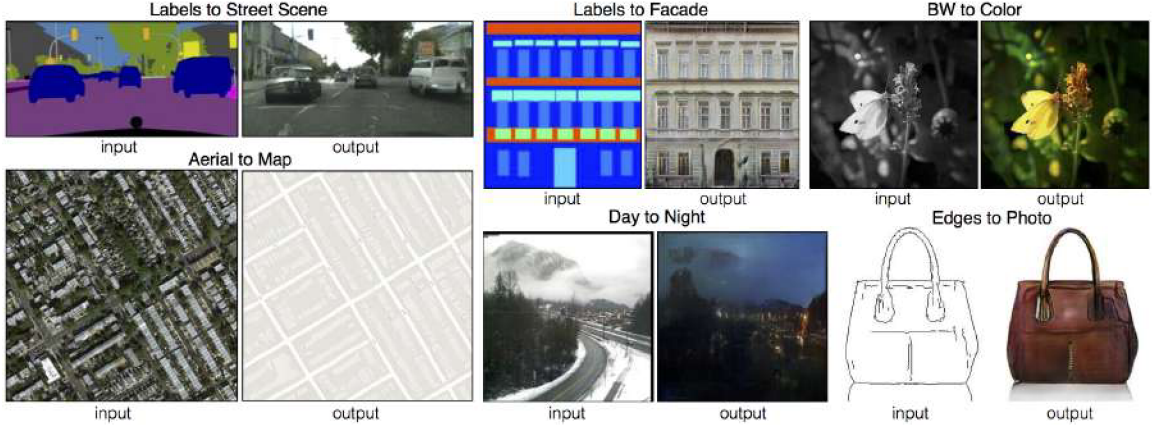 Labels to Street Scene
input
output
Aerial to Map
input
output
Labels to Facade
input
output
BW to Color
input
output
Day to Night
input
output
Edges to Photo
input
output